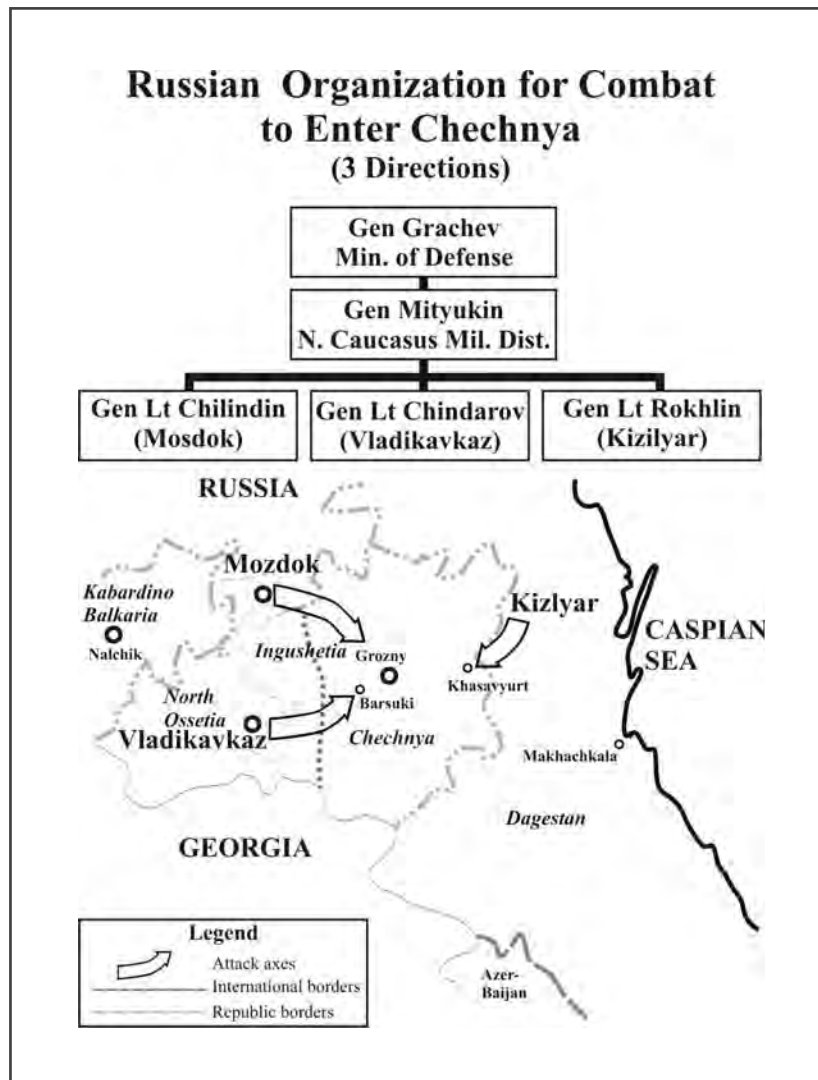 Russian Organization for Combat
to Enter Chechnya
(3 Directions)
Gen Grachev
Min. of Defense
Gen Mityukin
N. Caucasus Mil. Dist.
Gen Lt Chilindin
(Mosdok)
Gen Lt Chindarov
(Vladikavkaz)
Gen Lt Rokhlin
(Kizilyar)
RUSSIA
Mozdok
Kabardino
Balkaria
Nalchik
Kizlyar
CASPIAN
SEA
Ingushetia
Grozny
Khasavyurt
North
Ossetia
Barsuki
Vladikavkaz
Chechnya
Makhachkala
Dagestan
GEORGIA
Legend
Attack axes
International borders
Republic borders
Azer-
Baijan